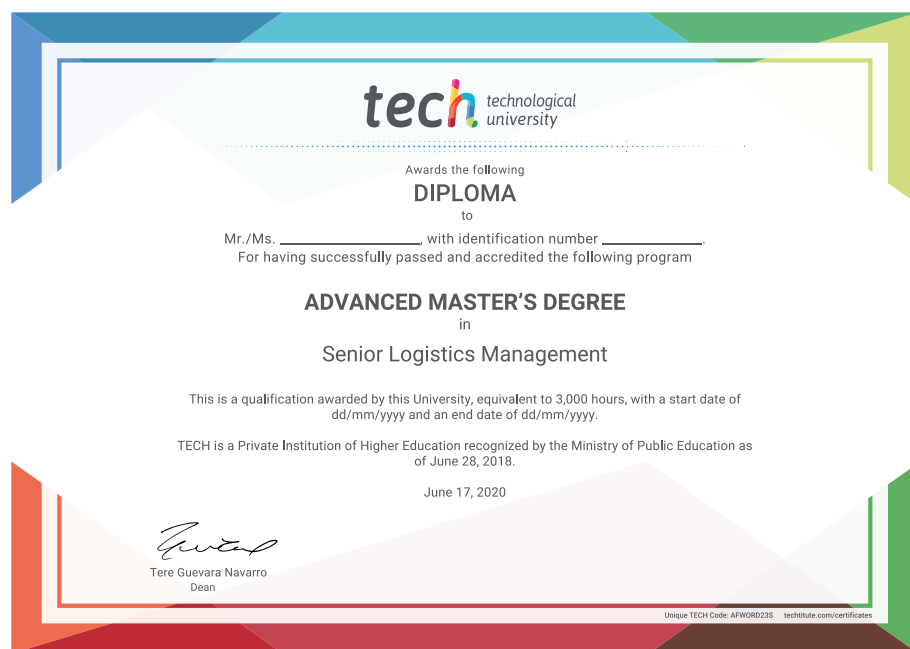 tech technological
university
Awards the following
DIPLOMA
to
Mr./Ms. ____________________, with identification number ______________.
For having successfully passed and accredited the following program
ADVANCED MASTER'S DEGREE
in
Senior Logistics Management
This is a qualification awarded by this University, equivalent to 3,000 hours, with a start date of
dd/mm/yyyy and an end date of dd/mm/yyyy.
TECH is a Private Institution of Higher Education recognized by the Ministry of Public Education as
of June 28, 2018.
June 17, 2020
Tere Guevara Navarro
Dean
Unique TECH Code: AFWORD23S techtitute.com/certificates